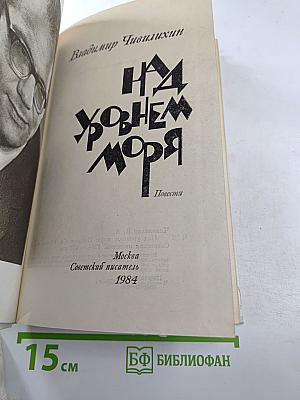 Владимир Чивилихин
НАД
УРОВНЕМ
МОРЯ
Повести
Москва
Советский писатель
1984
15 см
БФ БИБЛИОФАН